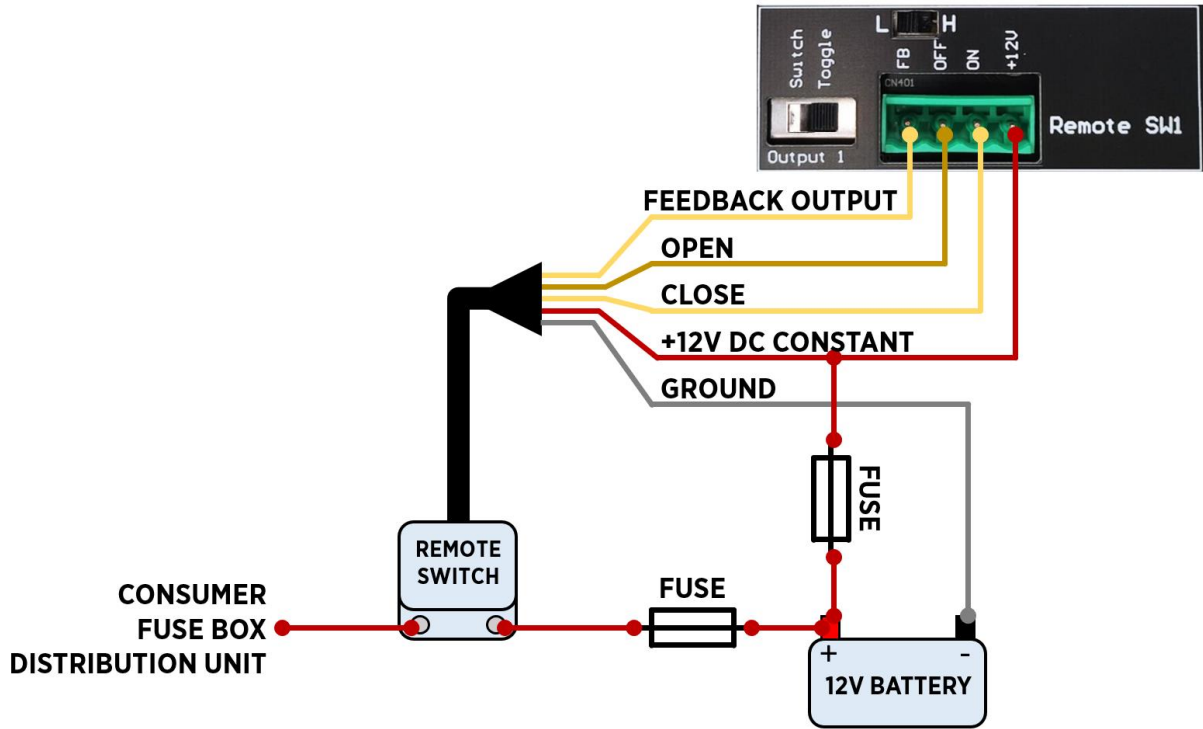 L H
Switch
Toggle
FB
OFF
ON
+12V
CN401
Remote SW1
Output 1
FEEDBACK OUTPUT
OPEN
CLOSE
+12V DC CONSTANT
GROUND
FUSE
REMOTE
SWITCH
FUSE
CONSUMER
FUSE BOX
DISTRIBUTION UNIT
+ -
12V BATTERY